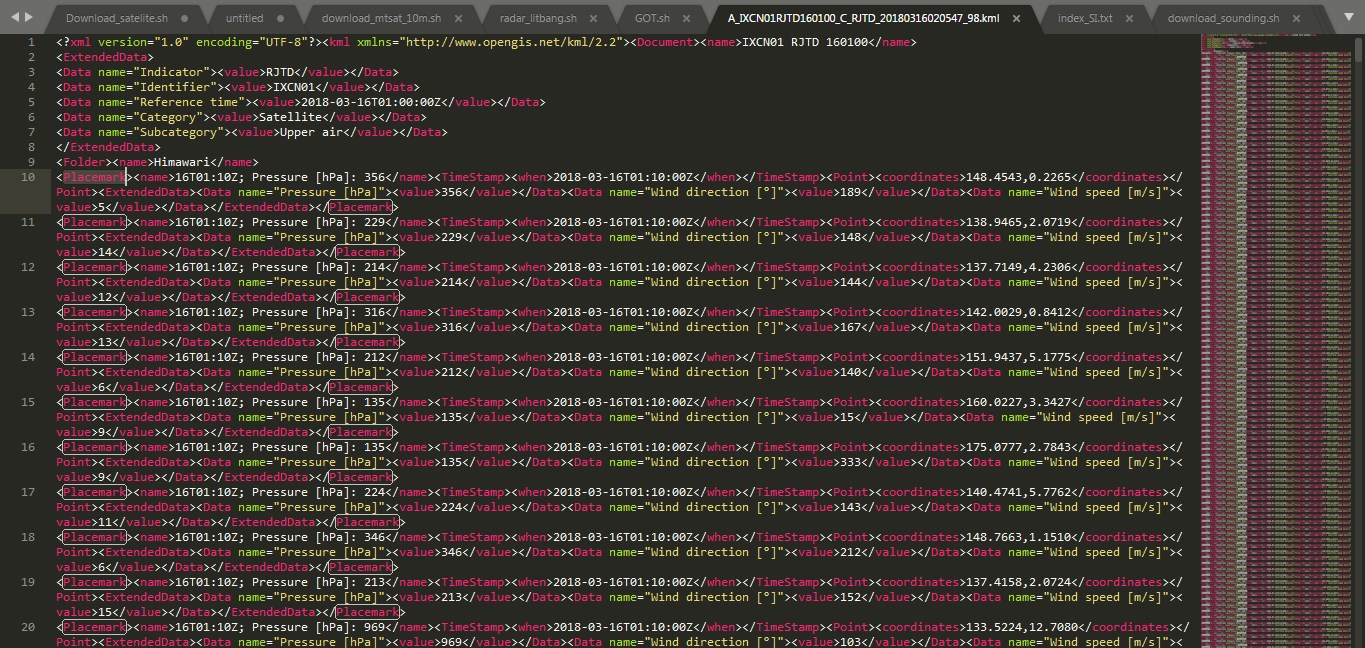 Download_satelite.sh untitled download_mtsat_10m.sh radar_litbang.sh GOT.sh A_IXCN01RJTD160100_C_RJTD_20180316020547_98.kml index_SI.txt download_sounding.sh
1 <?xml version="1.0" encoding="UTF-8"?><kml xmlns="http://www.opengis.net/kml/2.2"><Document><name>IXCN01 RJTD 160100</name>
2 <ExtendedData>
3 <Data name="Indicator"><value>RJTD</value></Data>
4 <Data name="Identifier"><value>IXCN01</value></Data>
5 <Data name="Reference time"><value>2018-03-16T01:00:00Z</value></Data>
6 <Data name="Category"><value>Satellite</value></Data>
7 <Data name="Subcategory"><value>Upper air</value></Data>
8 </ExtendedData>
9 <Folder><name>Himawari</name>
10 <Placemark><name>16T01:10Z; Pressure [hPa]: 356</name><TimeStamp><when>2018-03-16T01:10:00Z</when></TimeStamp><Point><coordinates>148.4543,0.2265</coordinates></
Point><ExtendedData><Data name="Pressure [hPa]"><value>356</value></Data><Data name="Wind direction [°]"><value>189</value></Data><Data name="Wind speed [m/s]"><
value>5</value></Data></ExtendedData></Placemark>
11 <Placemark><name>16T01:10Z; Pressure [hPa]: 229</name><TimeStamp><when>2018-03-16T01:10:00Z</when></TimeStamp><Point><coordinates>138.9465,2.0719</coordinates></
Point><ExtendedData><Data name="Pressure [hPa]"><value>229</value></Data><Data name="Wind direction [°]"><value>148</value></Data><Data name="Wind speed [m/s]"><
value>14</value></Data></ExtendedData></Placemark>
12 <Placemark><name>16T01:10Z; Pressure [hPa]: 214</name><TimeStamp><when>2018-03-16T01:10:00Z</when></TimeStamp><Point><coordinates>137.7149,4.2306</coordinates></
Point><ExtendedData><Data name="Pressure [hPa]"><value>214</value></Data><Data name="Wind direction [°]"><value>144</value></Data><Data name="Wind speed [m/s]"><
value>12</value></Data></ExtendedData></Placemark>
13 <Placemark><name>16T01:10Z; Pressure [hPa]: 316</name><TimeStamp><when>2018-03-16T01:10:00Z</when></TimeStamp><Point><coordinates>142.0029,0.8412</coordinates></
Point><ExtendedData><Data name="Pressure [hPa]"><value>316</value></Data><Data name="Wind direction [°]"><value>167</value></Data><Data name="Wind speed [m/s]"><
value>13</value></Data></ExtendedData></Placemark>
14 <Placemark><name>16T01:10Z; Pressure [hPa]: 212</name><TimeStamp><when>2018-03-16T01:10:00Z</when></TimeStamp><Point><coordinates>151.9437,5.1775</coordinates></
Point><ExtendedData><Data name="Pressure [hPa]"><value>212</value></Data><Data name="Wind direction [°]"><value>140</value></Data><Data name="Wind speed [m/s]"><
value>6</value></Data></ExtendedData></Placemark>
15 <Placemark><name>16T01:10Z; Pressure [hPa]: 135</name><TimeStamp><when>2018-03-16T01:10:00Z</when></TimeStamp><Point><coordinates>160.0227,3.3427</coordinates></
Point><ExtendedData><Data name="Pressure [hPa]"><value>135</value></Data><Data name="Wind direction [°]"><value>15</value></Data><Data name="Wind speed [m/s]"><
value>9</value></Data></ExtendedData></Placemark>
16 <Placemark><name>16T01:10Z; Pressure [hPa]: 135</name><TimeStamp><when>2018-03-16T01:10:00Z</when></TimeStamp><Point><coordinates>175.0777,2.7843</coordinates></
Point><ExtendedData><Data name="Pressure [hPa]"><value>135</value></Data><Data name="Wind direction [°]"><value>333</value></Data><Data name="Wind speed [m/s]"><
value>9</value></Data></ExtendedData></Placemark>
17 <Placemark><name>16T01:10Z; Pressure [hPa]: 224</name><TimeStamp><when>2018-03-16T01:10:00Z</when></TimeStamp><Point><coordinates>140.4741,5.7762</coordinates></
Point><ExtendedData><Data name="Pressure [hPa]"><value>224</value></Data><Data name="Wind direction [°]"><value>143</value></Data><Data name="Wind speed [m/s]"><
value>11</value></Data></ExtendedData></Placemark>
18 <Placemark><name>16T01:10Z; Pressure [hPa]: 346</name><TimeStamp><when>2018-03-16T01:10:00Z</when></TimeStamp><Point><coordinates>148.7663,1.1510</coordinates></
Point><ExtendedData><Data name="Pressure [hPa]"><value>346</value></Data><Data name="Wind direction [°]"><value>212</value></Data><Data name="Wind speed [m/s]"><
value>6</value></Data></ExtendedData></Placemark>
19 <Placemark><name>16T01:10Z; Pressure [hPa]: 213</name><TimeStamp><when>2018-03-16T01:10:00Z</when></TimeStamp><Point><coordinates>137.4158,2.0724</coordinates></
Point><ExtendedData><Data name="Pressure [hPa]"><value>213</value></Data><Data name="Wind direction [°]"><value>152</value></Data><Data name="Wind speed [m/s]"><
value>15</value></Data></ExtendedData></Placemark>
20 <Placemark><name>16T01:10Z; Pressure [hPa]: 969</name><TimeStamp><when>2018-03-16T01:10:00Z</when></TimeStamp><Point><coordinates>133.5224,12.7080</coordinates></
Point><ExtendedData><Data name="Pressure [hPa]"><value>969</value></Data><Data name="Wind direction [°]"><value>103</value></Data><Data name="Wind speed [m/s]"><